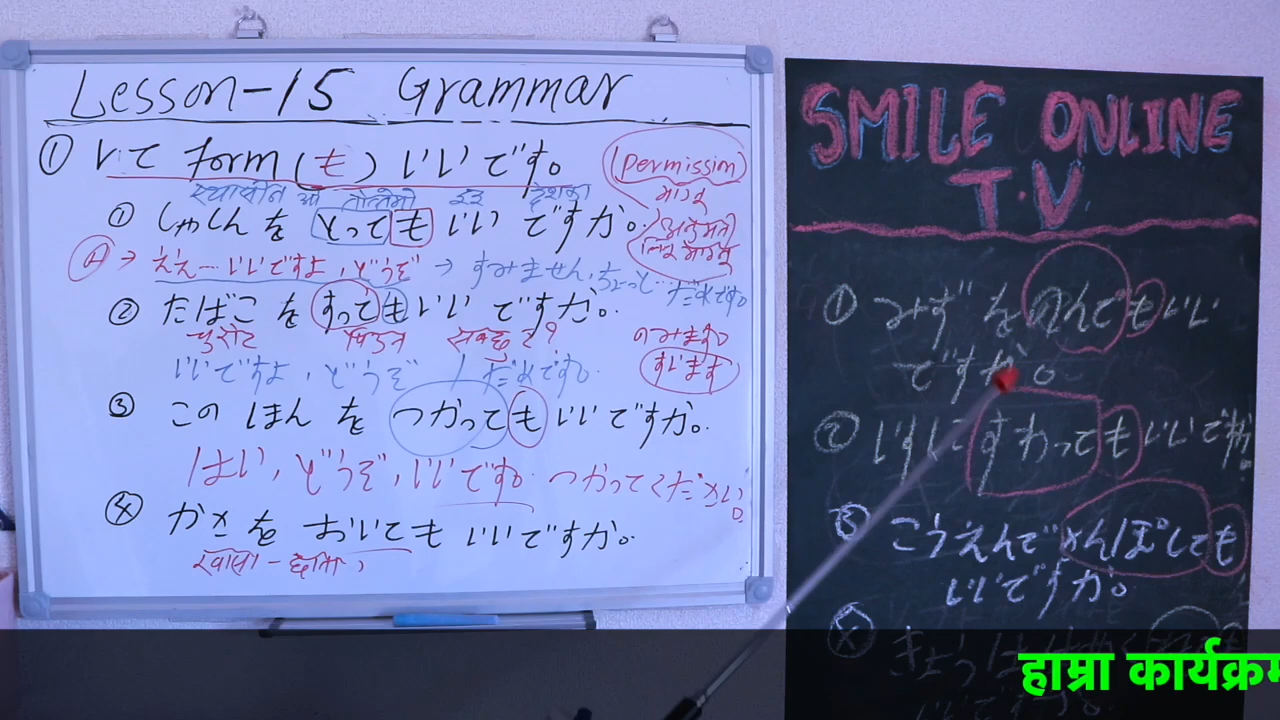 Lesson-15 Grammar
① Vて form (も) いいです。 (permission)
① しゃしんを とっても いい ですか。
Ⓐ → ええ…いいですよ, どうぞ → すみません, ちょっと… だめです。
② たばこ を すっても いい ですか。
चुरोट のみます
いいですよ, どうぞ / だめです。 すいます
③ この ほん を つかっても いいですか。
はい, どうぞ, いいです。 つかってください。
④ かさを おいても いいですか。
SMILE ONLINE
T.V
① みずを のんでもいい
ですか。
② いすに すわっても いいですか
③ こうえんで さんぽしても
いいですか。
④ きょうは はやく
हाम्रा कार्यक्रम